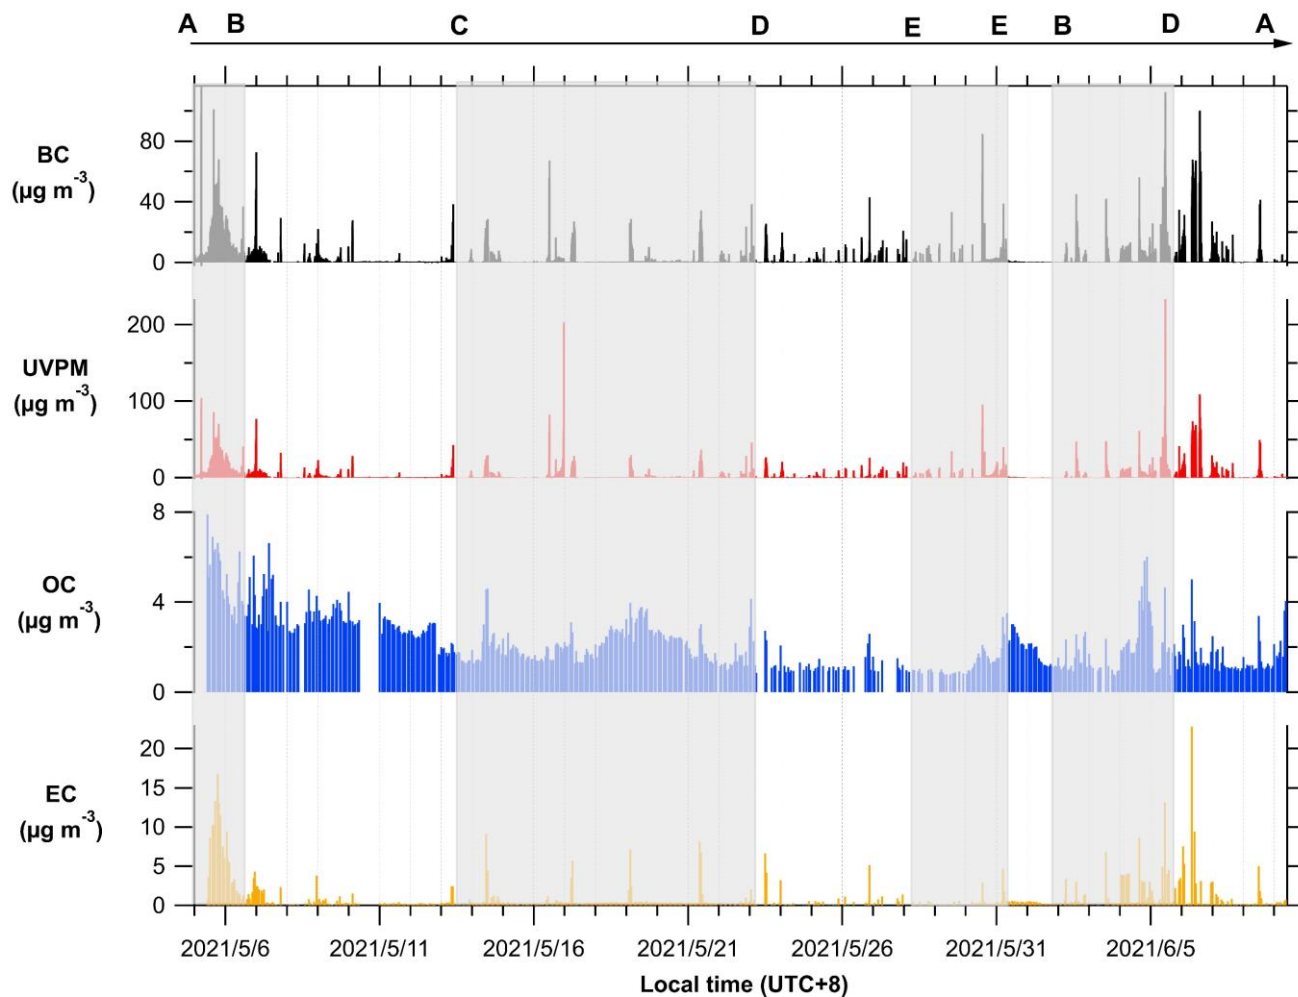 A B C D E E B D A
80
BC
(µg m⁻³)
40
0
200
UVPM
(µg m⁻³)
100
0
8
OC
(µg m⁻³)
4
0
20
15
EC
(µg m⁻³)
10
5
0
2021/5/6 2021/5/11 2021/5/16 2021/5/21 2021/5/26 2021/5/31 2021/6/5
Local time (UTC+8)